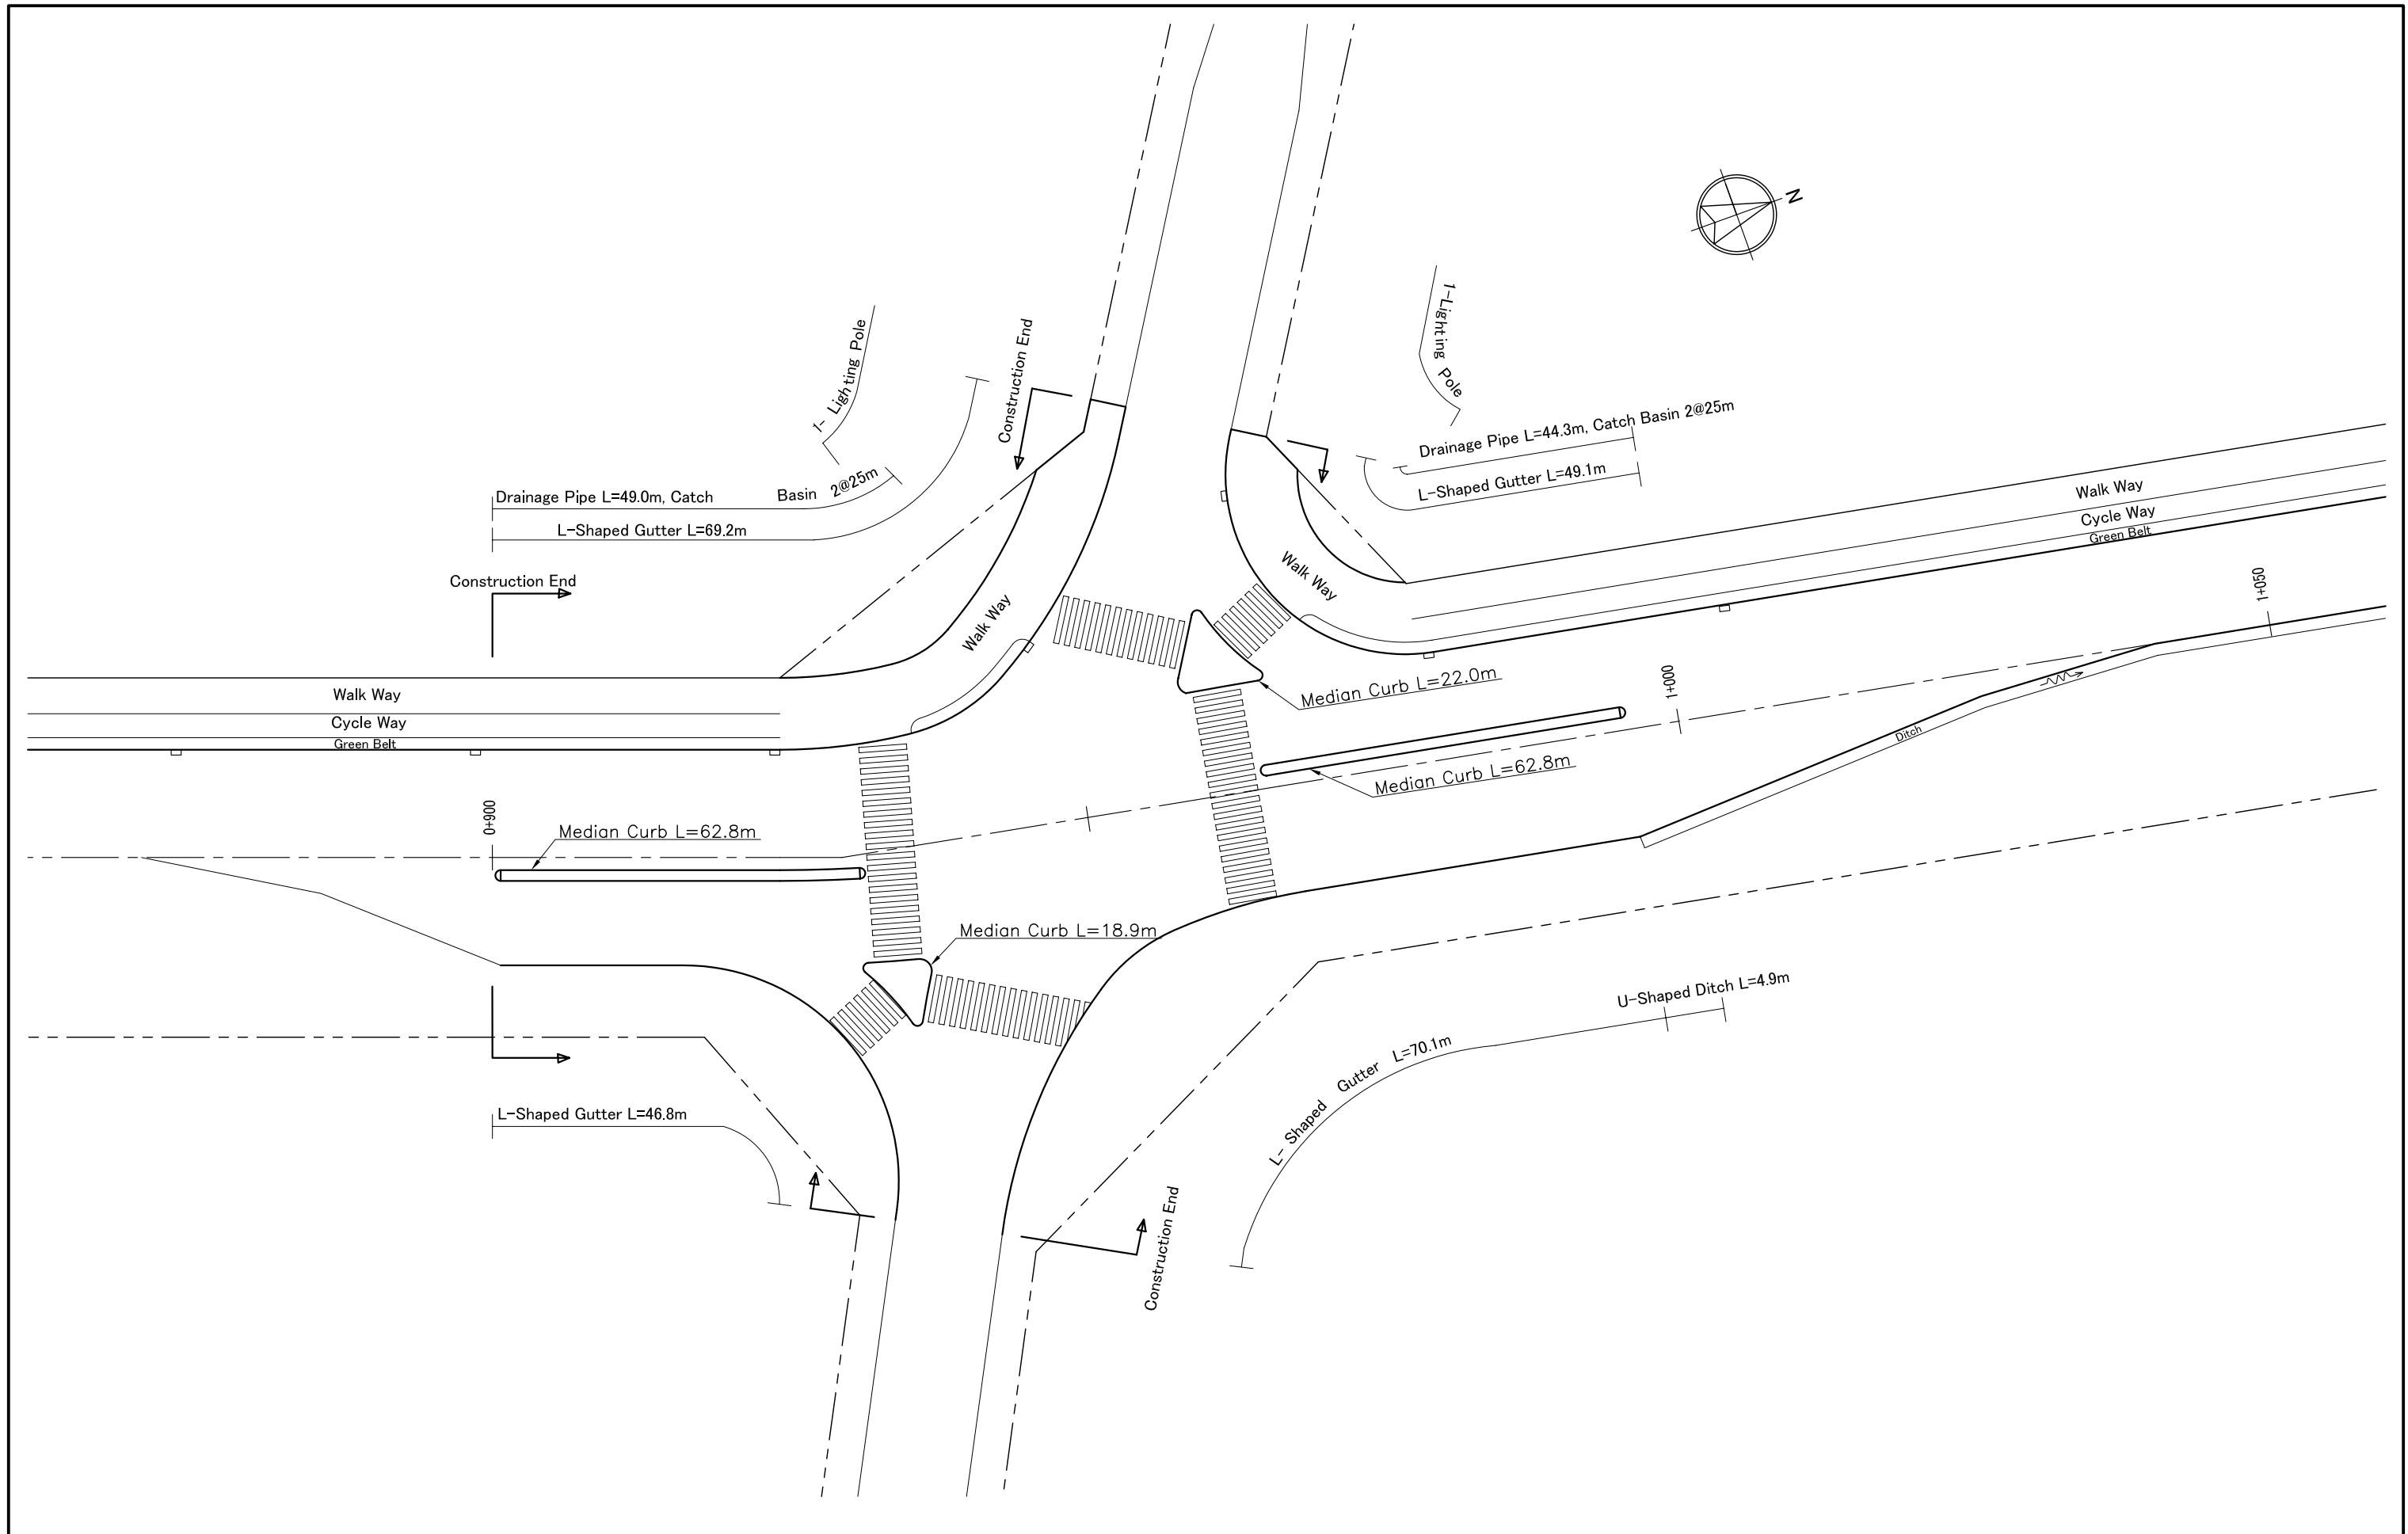 N
1- Lighting Pole
Construction End
1-Lighting Pole
Drainage Pipe L=44.3m, Catch Basin 2@25m
L-Shaped Gutter L=49.1m
Drainage Pipe L=49.0m, Catch Basin 2@25m
L-Shaped Gutter L=69.2m
Construction End
Walk Way
Cycle Way
Green Belt
Walk Way
Walk Way
1+050
Walk Way
Cycle Way
Green Belt
Median Curb L=22.0m
1+000
Ditch
Median Curb L=62.8m
0+900
Median Curb L=62.8m
Median Curb L=18.9m
U-Shaped Ditch L=4.9m
L- Shaped Gutter L=70.1m
L-Shaped Gutter L=46.8m
Construction End